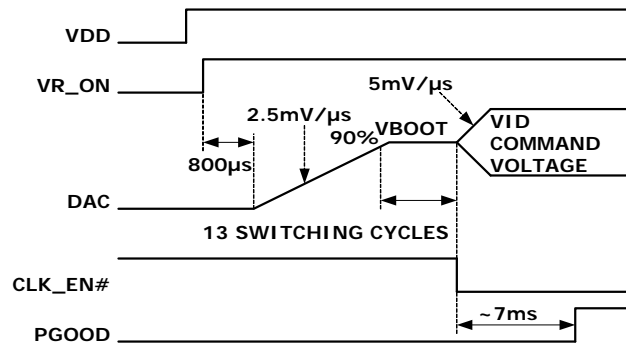 VDD
VR_ON
5mV/µs
2.5mV/µs
90%
VBOOT
VID
COMMAND
VOLTAGE
800µs
DAC
13 SWITCHING CYCLES
CLK_EN#
~7ms
PGOOD